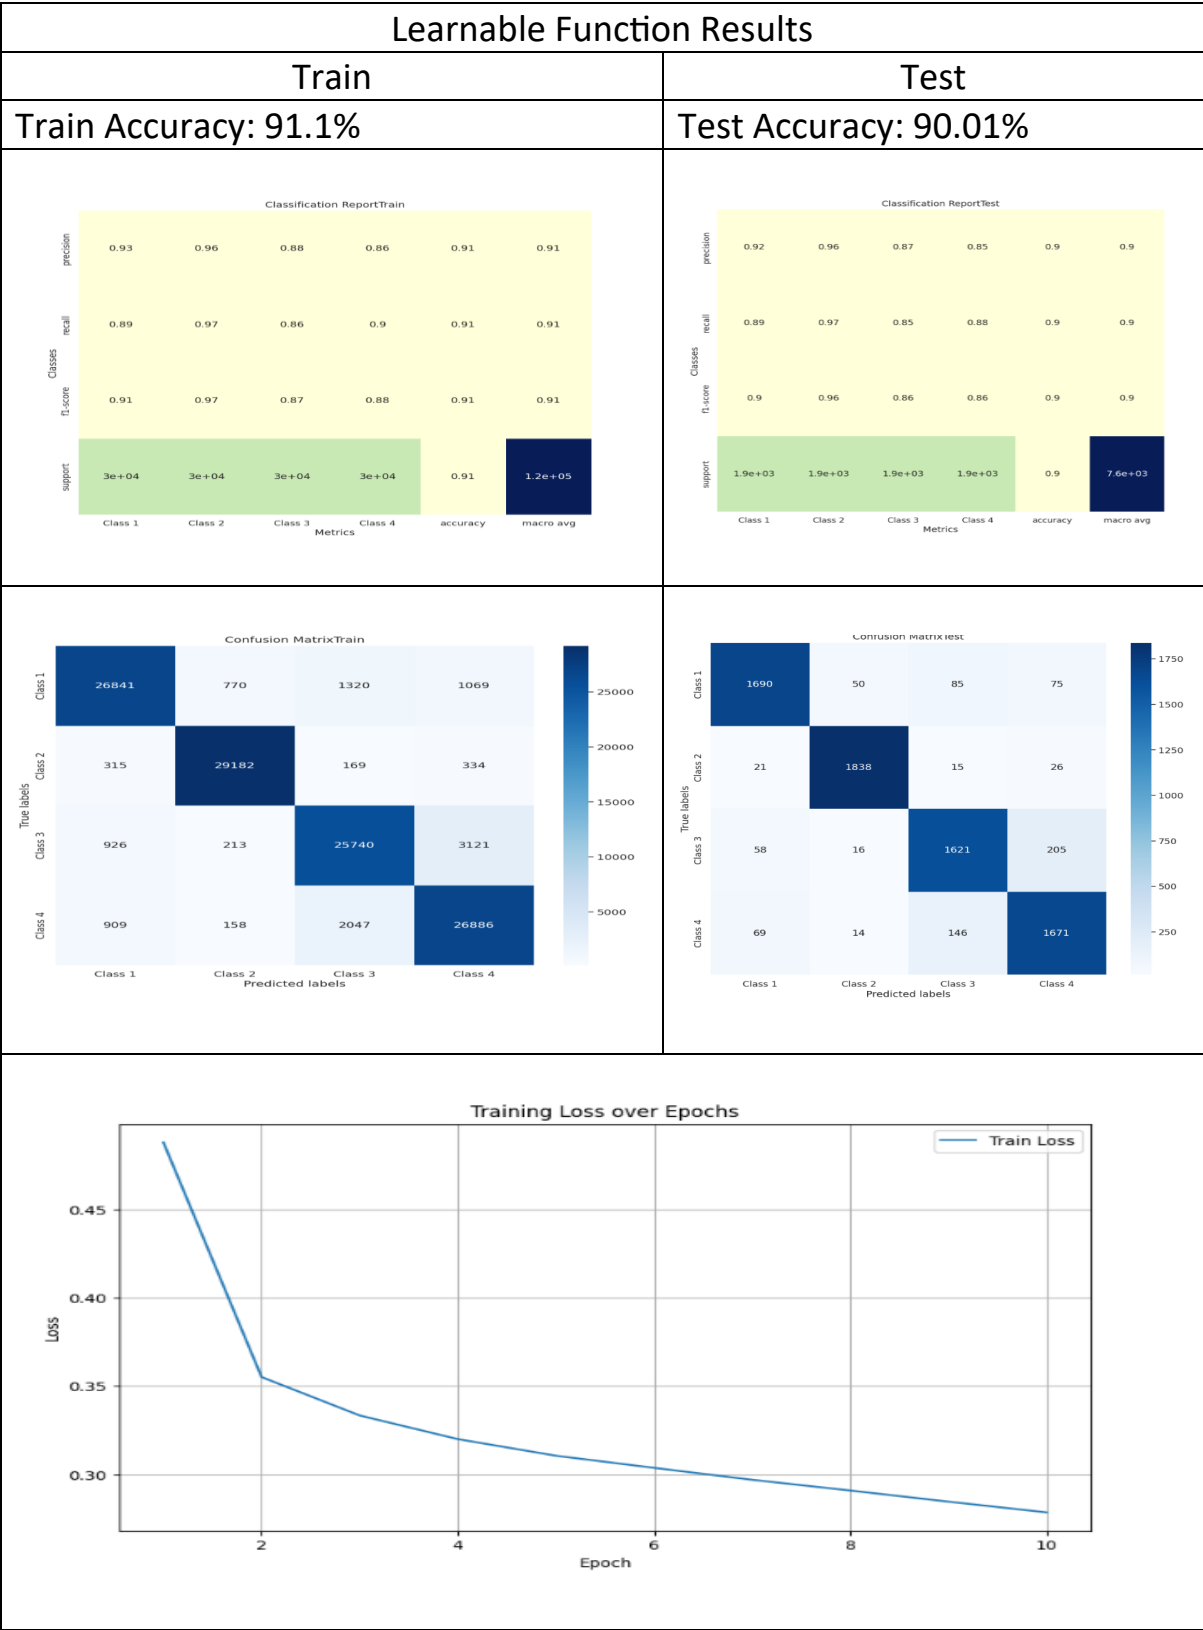 Learnable Function Results
Train Test
Train Accuracy: 91.1% Test Accuracy: 90.01%
Classification ReportTrain
precision 0.93 0.96 0.88 0.86 0.91 0.91
recall 0.89 0.97 0.86 0.9 0.91 0.91
Classes
f1-score 0.91 0.97 0.87 0.88 0.91 0.91
support 3e+04 3e+04 3e+04 3e+04 0.91 1.2e+05
Class 1 Class 2 Class 3 Class 4 accuracy macro avg
Metrics
Classification ReportTest
precision 0.92 0.96 0.87 0.85 0.9 0.9
recall 0.89 0.97 0.85 0.88 0.9 0.9
Classes
f1-score 0.9 0.96 0.86 0.86 0.9 0.9
support 1.9e+03 1.9e+03 1.9e+03 1.9e+03 0.9 7.6e+03
Class 1 Class 2 Class 3 Class 4 accuracy macro avg
Metrics
Confusion MatrixTrain
Class 1 26841 770 1320 1069
Class 2 315 29182 169 334
True labels
Class 3 926 213 25740 3121
Class 4 909 158 2047 26886
Class 1 Class 2 Class 3 Class 4
Predicted labels
25000
20000
15000
10000
5000
Confusion MatrixTest
Class 1 1690 50 85 75
Class 2 21 1838 15 26
True labels
Class 3 58 16 1621 205
Class 4 69 14 146 1671
Class 1 Class 2 Class 3 Class 4
Predicted labels
1750
1500
1250
1000
750
500
250
Training Loss over Epochs
Train Loss
0.45
0.40
Loss
0.35
0.30
2 4 6 8 10
Epoch